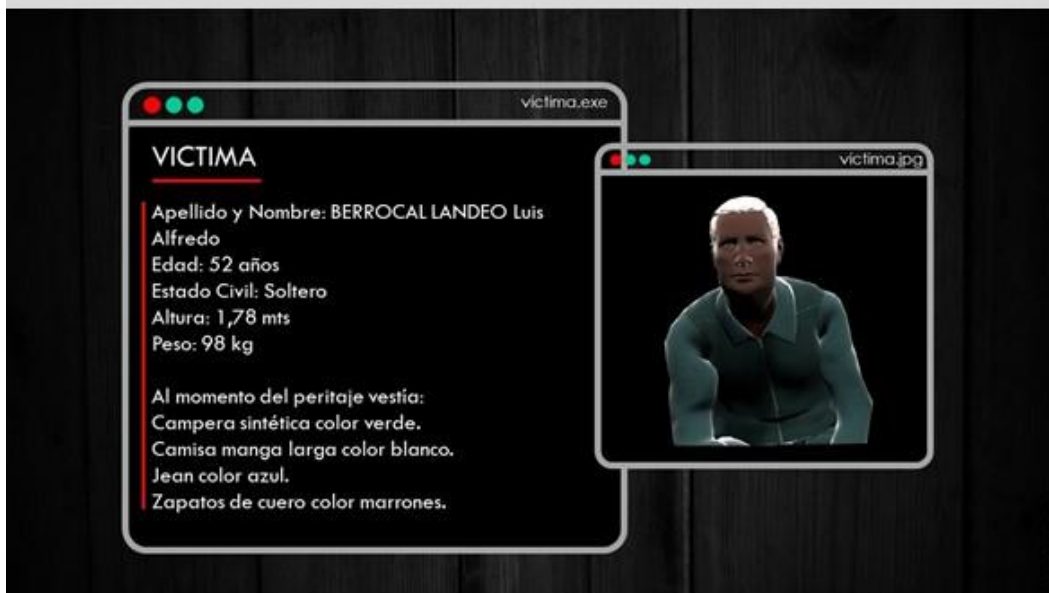 victima.exe
VICTIMA
Apellido y Nombre: BERROCAL LANDEO Luis
Alfredo
Edad: 52 años
Estado Civil: Soltero
Altura: 1,78 mts
Peso: 98 kg
Al momento del peritaje vestía:
Campera sintética color verde.
Camisa manga larga color blanco.
Jean color azul.
Zapatos de cuero color marrones.
victima.jpg